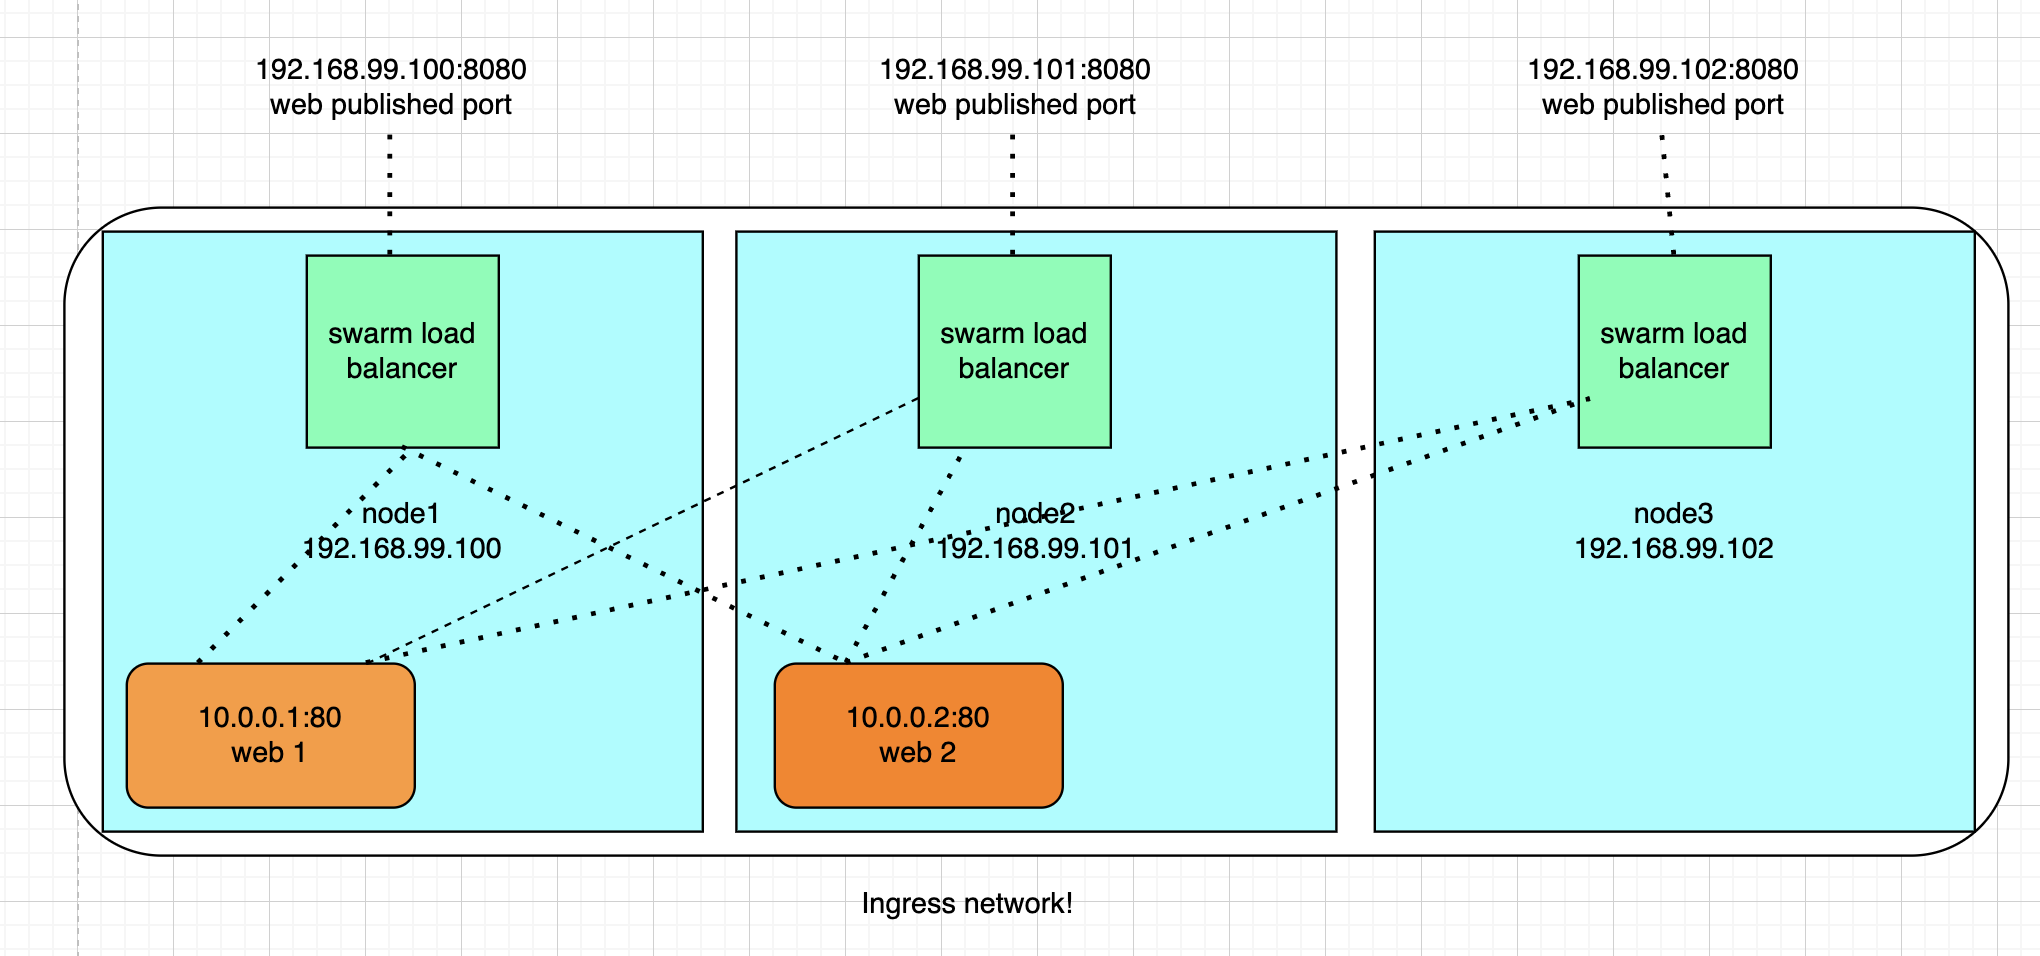 192.168.99.100:8080
web published port
192.168.99.101:8080
web published port
192.168.99.102:8080
web published port
swarm load
balancer
swarm load
balancer
swarm load
balancer
node1
192.168.99.100
node2
192.168.99.101
node3
192.168.99.102
10.0.0.1:80
web 1
10.0.0.2:80
web 2
Ingress network!